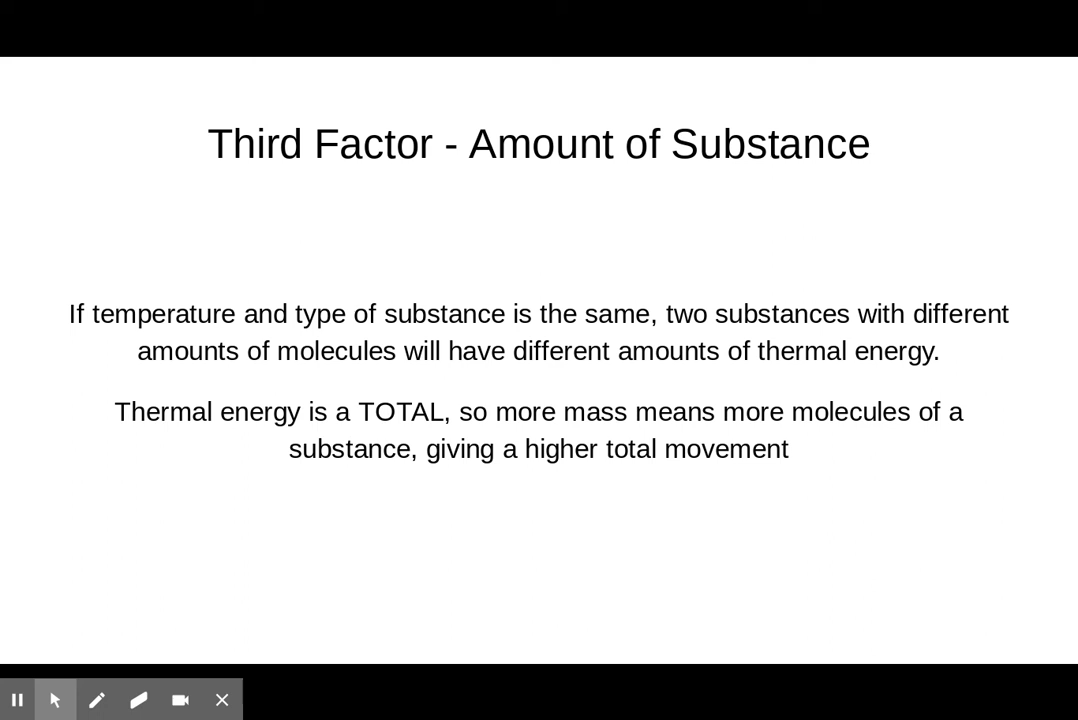 Third Factor - Amount of Substance
If temperature and type of substance is the same, two substances with different
amounts of molecules will have different amounts of thermal energy.
Thermal energy is a TOTAL, so more mass means more molecules of a
substance, giving a higher total movement